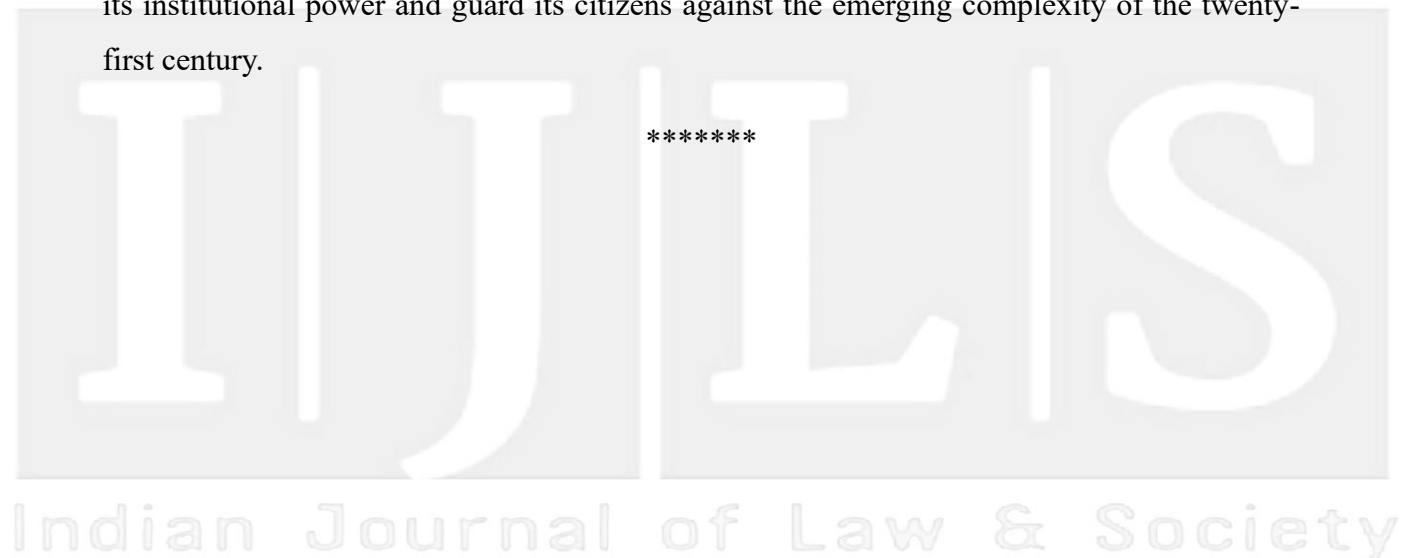 its institutional power and guard its citizens against the emerging complexity of the twenty-
first century.
*******
I J L S
Indian Journal of Law & Society